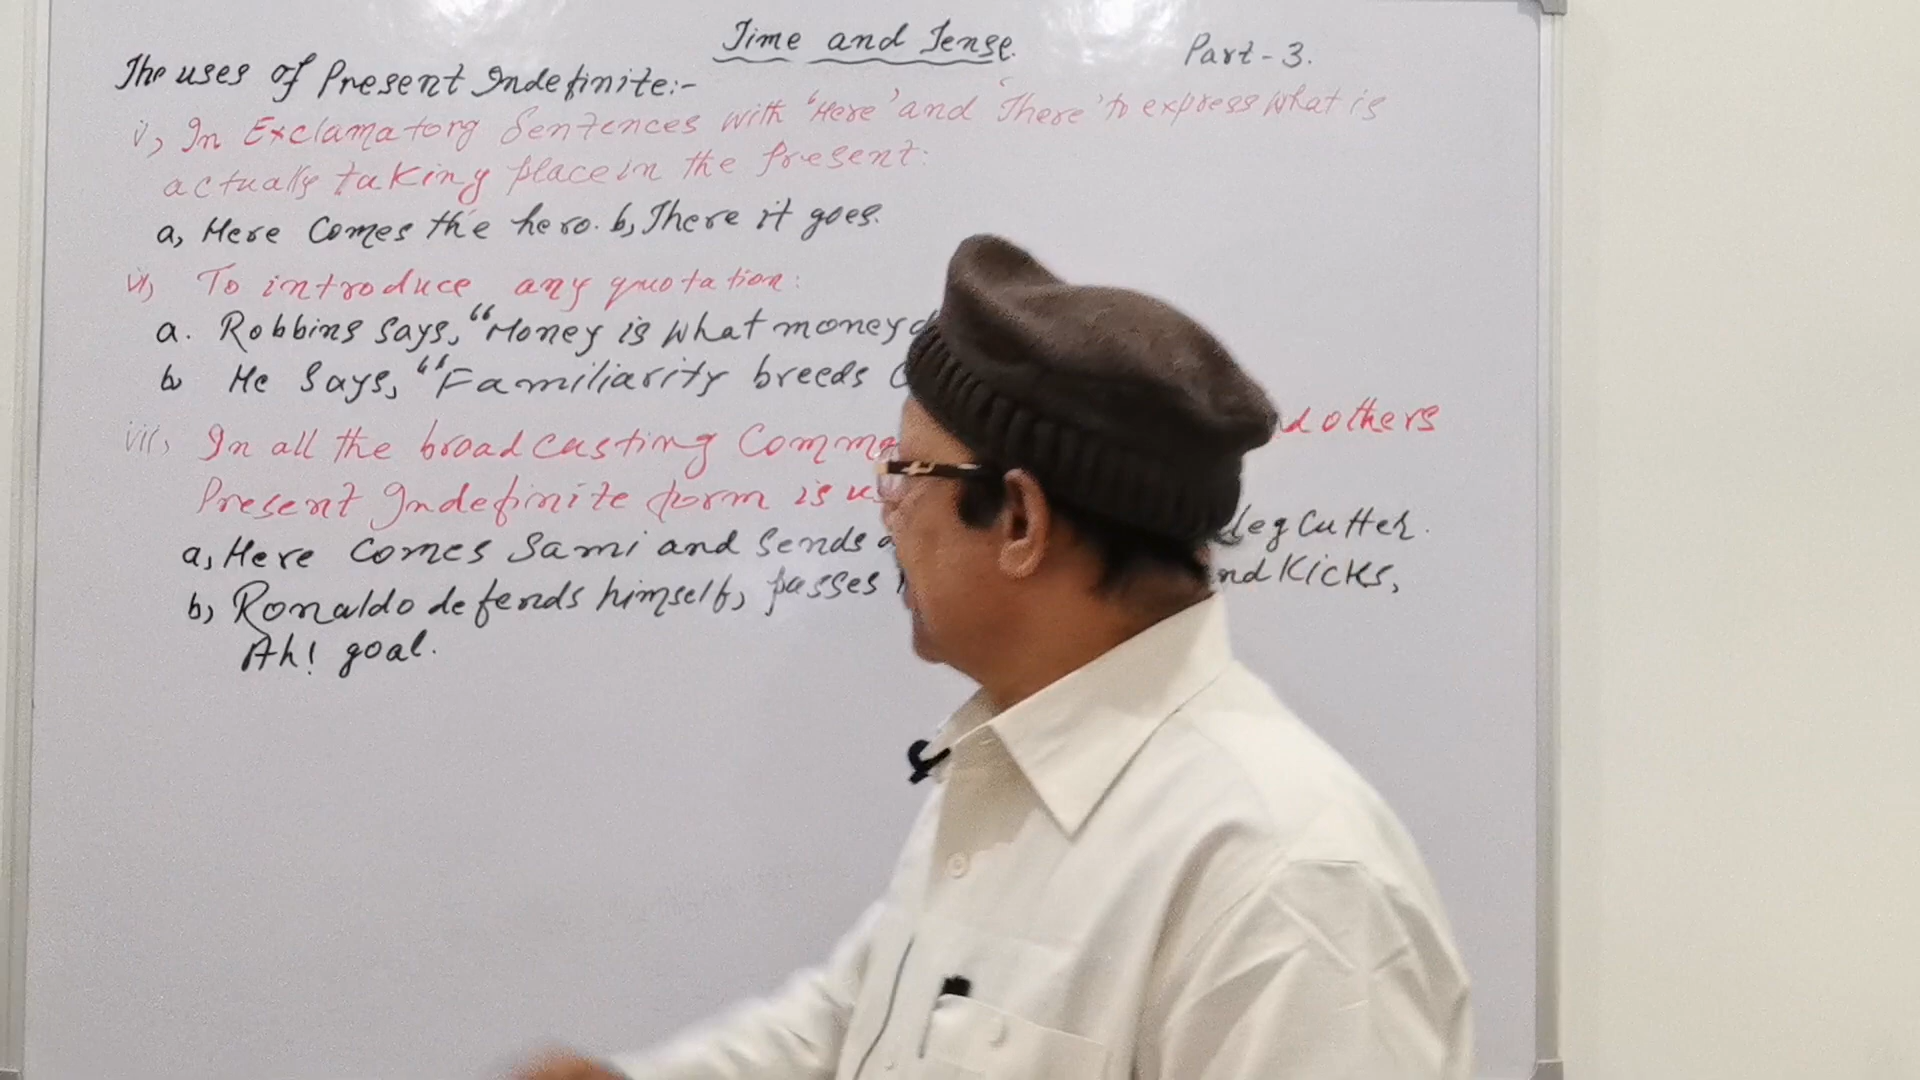 Time and Tense.
Part-3.
The uses of Present Indefinite:-
v, In Exclamatory Sentences with 'Here' and 'There' to express what is
actually taking place in the present:
a, Here Comes the hero. b, There it goes.
vi, To introduce any quotation:
a. Robbins says, "Money is what money
b He Says, "Familiarity breeds
vii, In all the broadcasting others
Present Indefinite form is
a, Here Comes Sami and Sends leg Cutter.
b, Ronaldo defends himself, passes and Kicks,
Ah! goal.